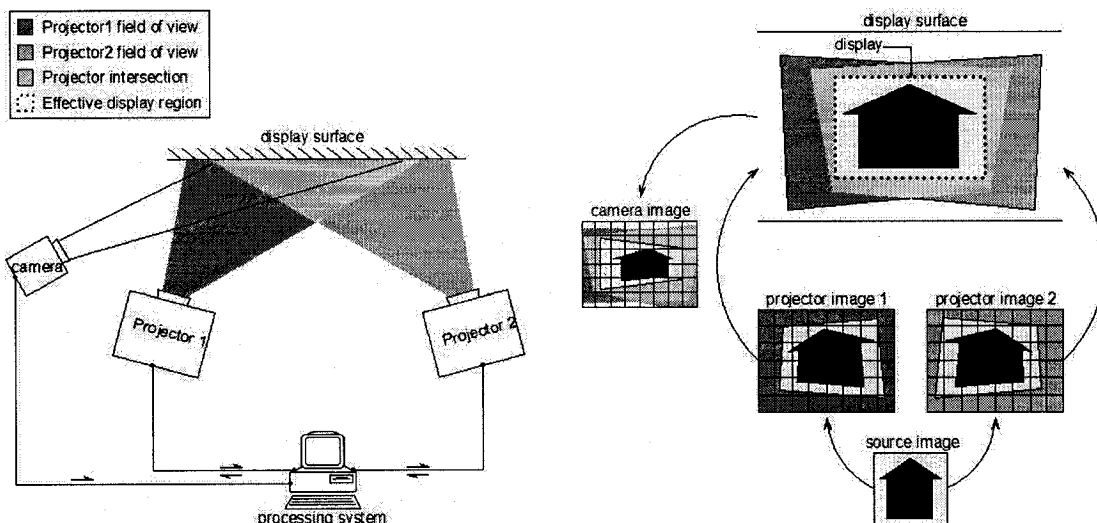 Projector1 field of view
Projector2 field of view
Projector intersection
Effective display region
display surface
camera
Projector 1
Projector 2
processing system
display surface
display
camera image
projector image 1
projector image 2
source image